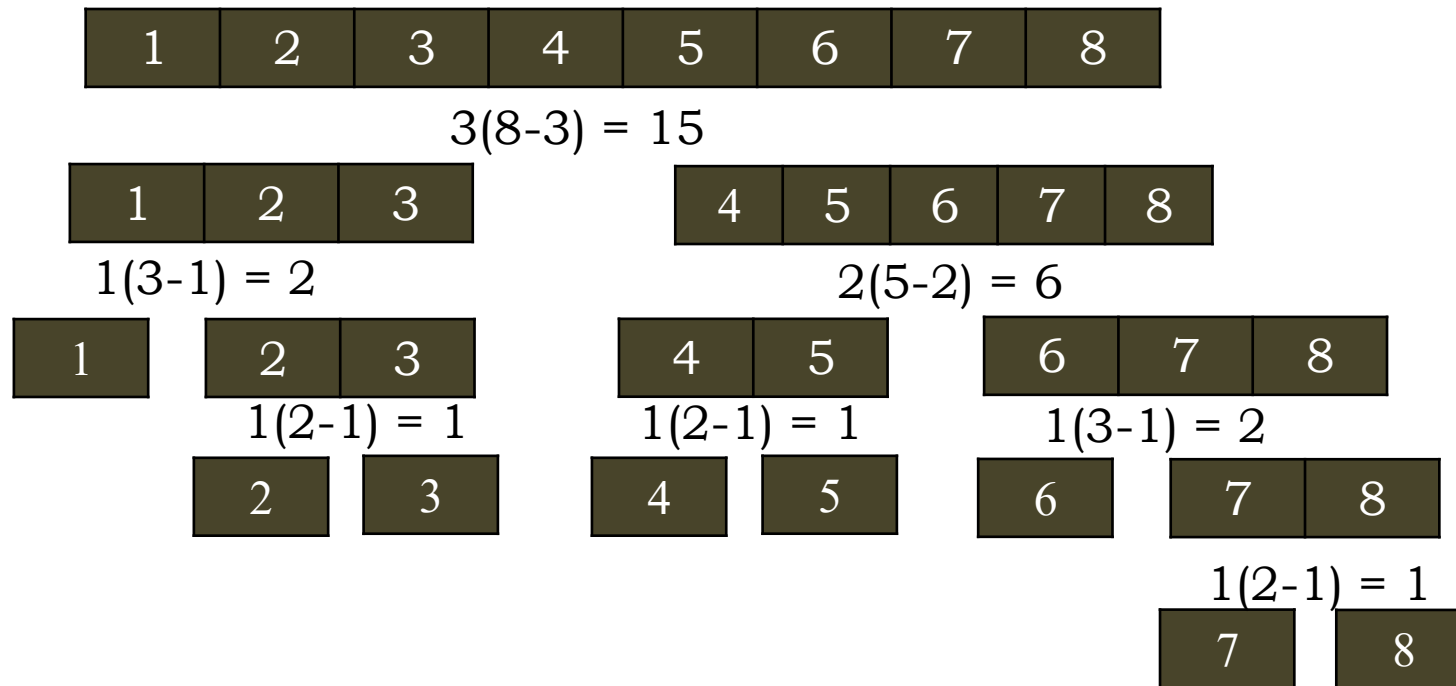 1 2 3 4 5 6 7 8
3(8-3) = 15
1 2 3 4 5 6 7 8
1(3-1) = 2 2(5-2) = 6
1 2 3 4 5 6 7 8
1(2-1) = 1 1(2-1) = 1 1(3-1) = 2
2 3 4 5 6 7 8
1(2-1) = 1
7 8